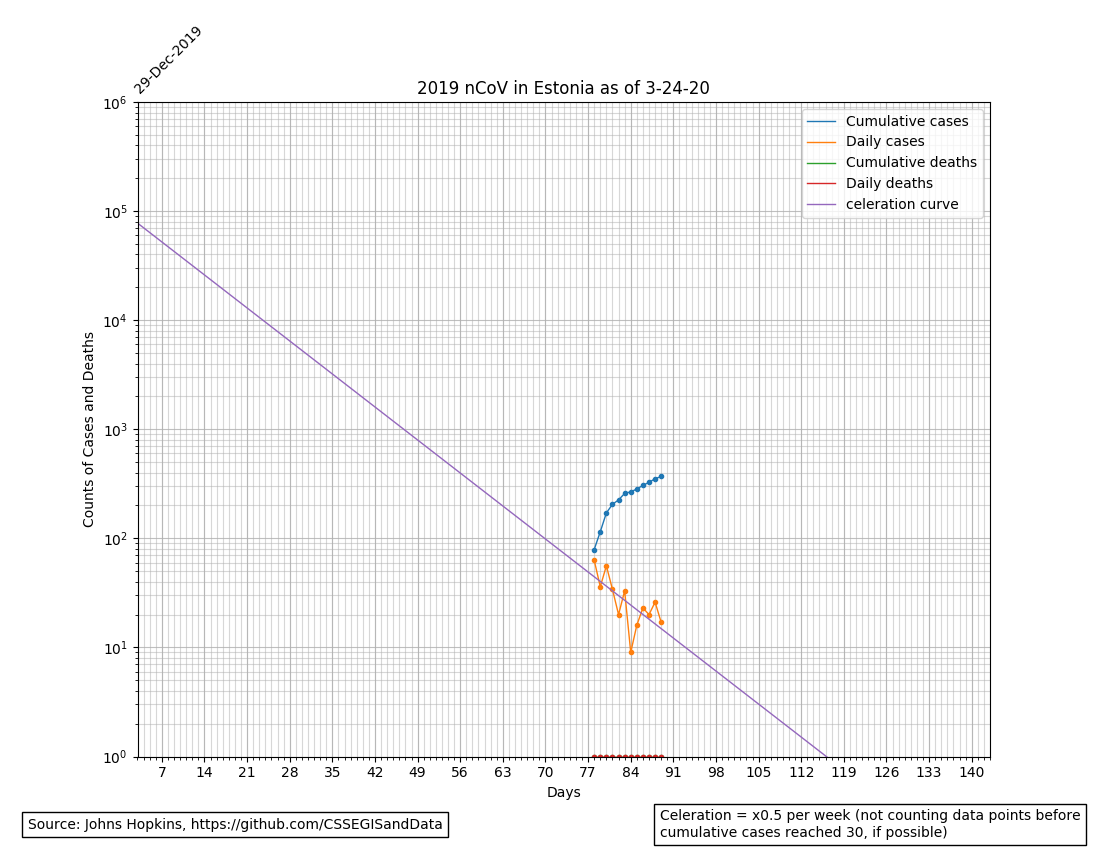 29-Dec-2019
2019 nCoV in Estonia as of 3-24-20
Cumulative cases
Daily cases
Cumulative deaths
Daily deaths
celeration curve
Counts of Cases and Deaths
10^6
10^5
10^4
10^3
10^2
10^1
10^0
7 14 21 28 35 42 49 56 63 70 77 84 91 98 105 112 119 126 133 140
Days
Source: Johns Hopkins, https://github.com/CSSEGISandData
Celeration = x0.5 per week (not counting data points before
cumulative cases reached 30, if possible)